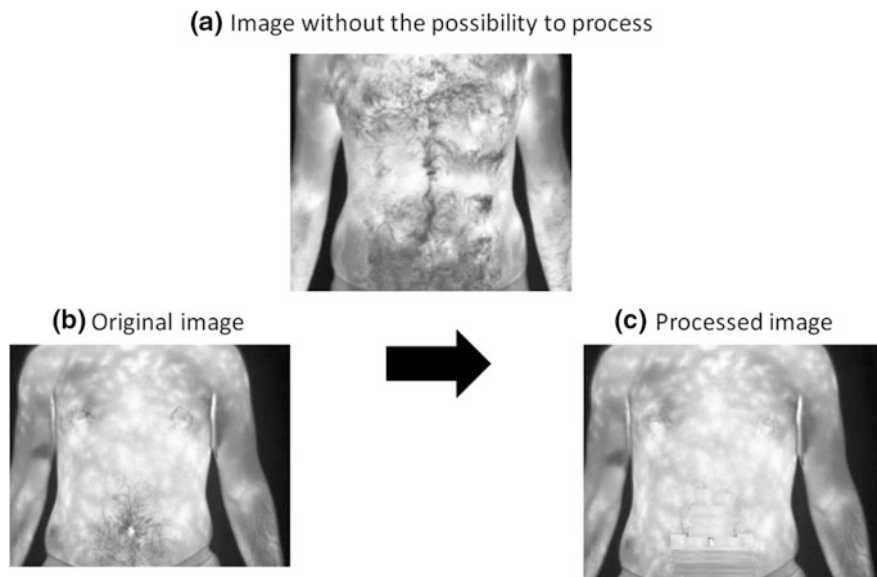 (a) Image without the possibility to process
(b) Original image
(c) Processed image